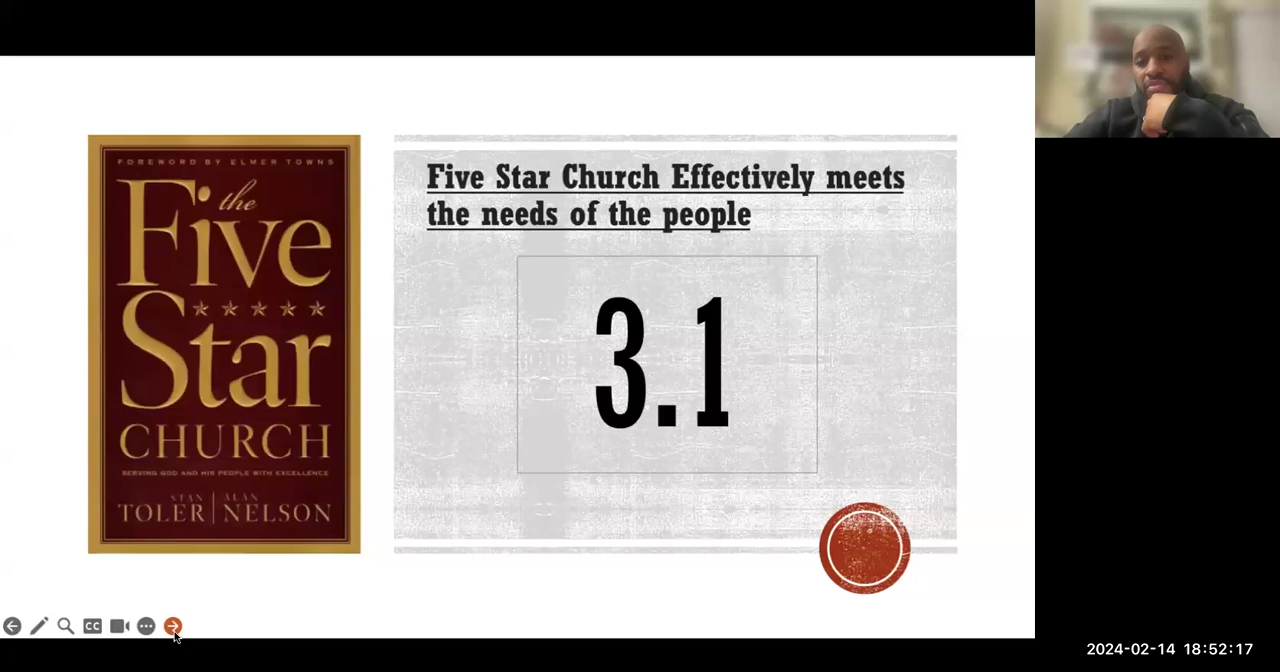 FOREWORD BY ELMER TOWNS
the
Five
Star
CHURCH
SERVING GOD AND HIS PEOPLE WITH EXCELLENCE
STAN
TOLER
ALAN
NELSON
Five Star Church Effectively meets
the needs of the people
3.1
CC
2024-02-14 18:52:17